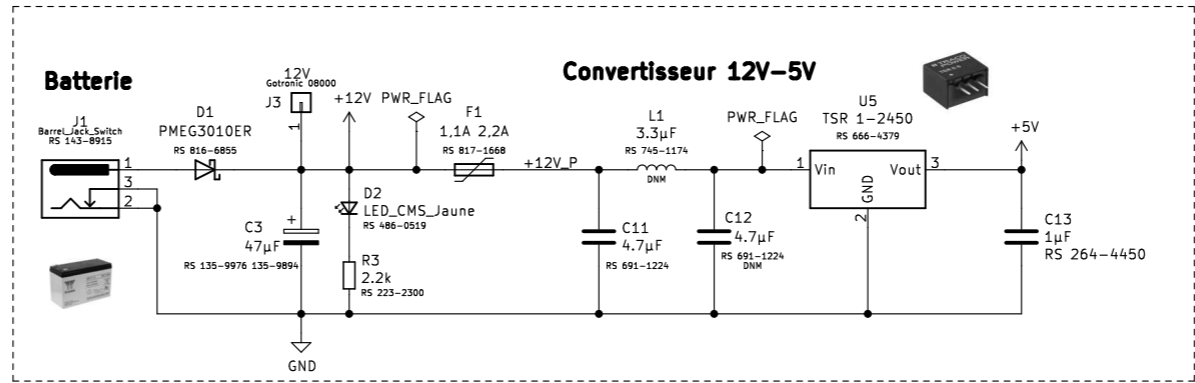 Batterie
J1
Barrel_Jack_Switch
RS 143-8915
1
3
2
D1
PMEG3010ER
RS 816-6855
12V
Gotronic 08000
J3
1
+12V
PWR_FLAG
F1
1,1A 2,2A
RS 817-1668
+12V_P
C3
+
47µF
RS 135-9976 135-9894
D2
LED_CMS_Jaune
RS 486-0519
R3
2.2k
RS 223-2300
GND
Convertisseur 12V-5V
L1
3.3µF
RS 745-1174
DNM
PWR_FLAG
C11
4.7µF
RS 691-1224
C12
4.7µF
RS 691-1224
DNM
U5
TSR 1-2450
RS 666-4379
1
Vin
GND
Vout
3
2
+5V
C13
1µF
RS 264-4450